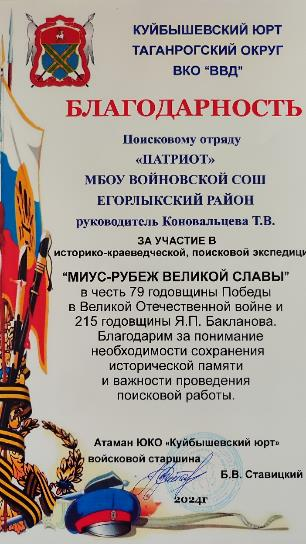 КУЙБЫШЕВСКИЙ ЮРТ
ТАГАНРОГСКИЙ ОКРУГ
ВКО "ВВД"
БЛАГОДАРНОСТЬ
Поисковому отряду
«ПАТРИОТ»
МБОУ ВОЙНОВСКОЙ СОШ
ЕГОРЛЫКСКИЙ РАЙОН
руководитель Коновальцева Т.В.
ЗА УЧАСТИЕ В
историко-краеведческой, поисковой экспедици
"МИУС-РУБЕЖ ВЕЛИКОЙ СЛАВЫ"
в честь 79 годовщины Победы
в Великой Отечественной войне и
215 годовщины Я.П. Бакланова.
Благодарим за понимание
необходимости сохранения
исторической памяти
и важности проведения
поисковой работы.
Атаман ЮКО «Куйбышевский юрт»
войсковой старшина
Б.В. Ставицкий
2024г